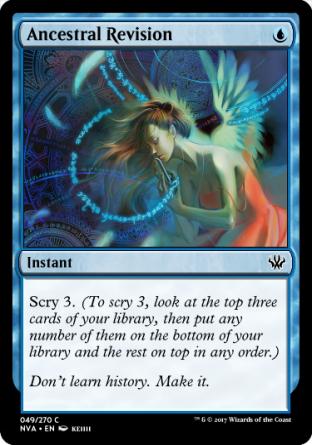 Ancestral Revision
Instant
Scry 3. (To scry 3, look at the top three
cards of your library, then put any
number of them on the bottom of your
library and the rest on top in any order.)
Don't learn history. Make it.
049/270 C
NVA • EN KEHII
™ & © 2017 Wizards of the Coast